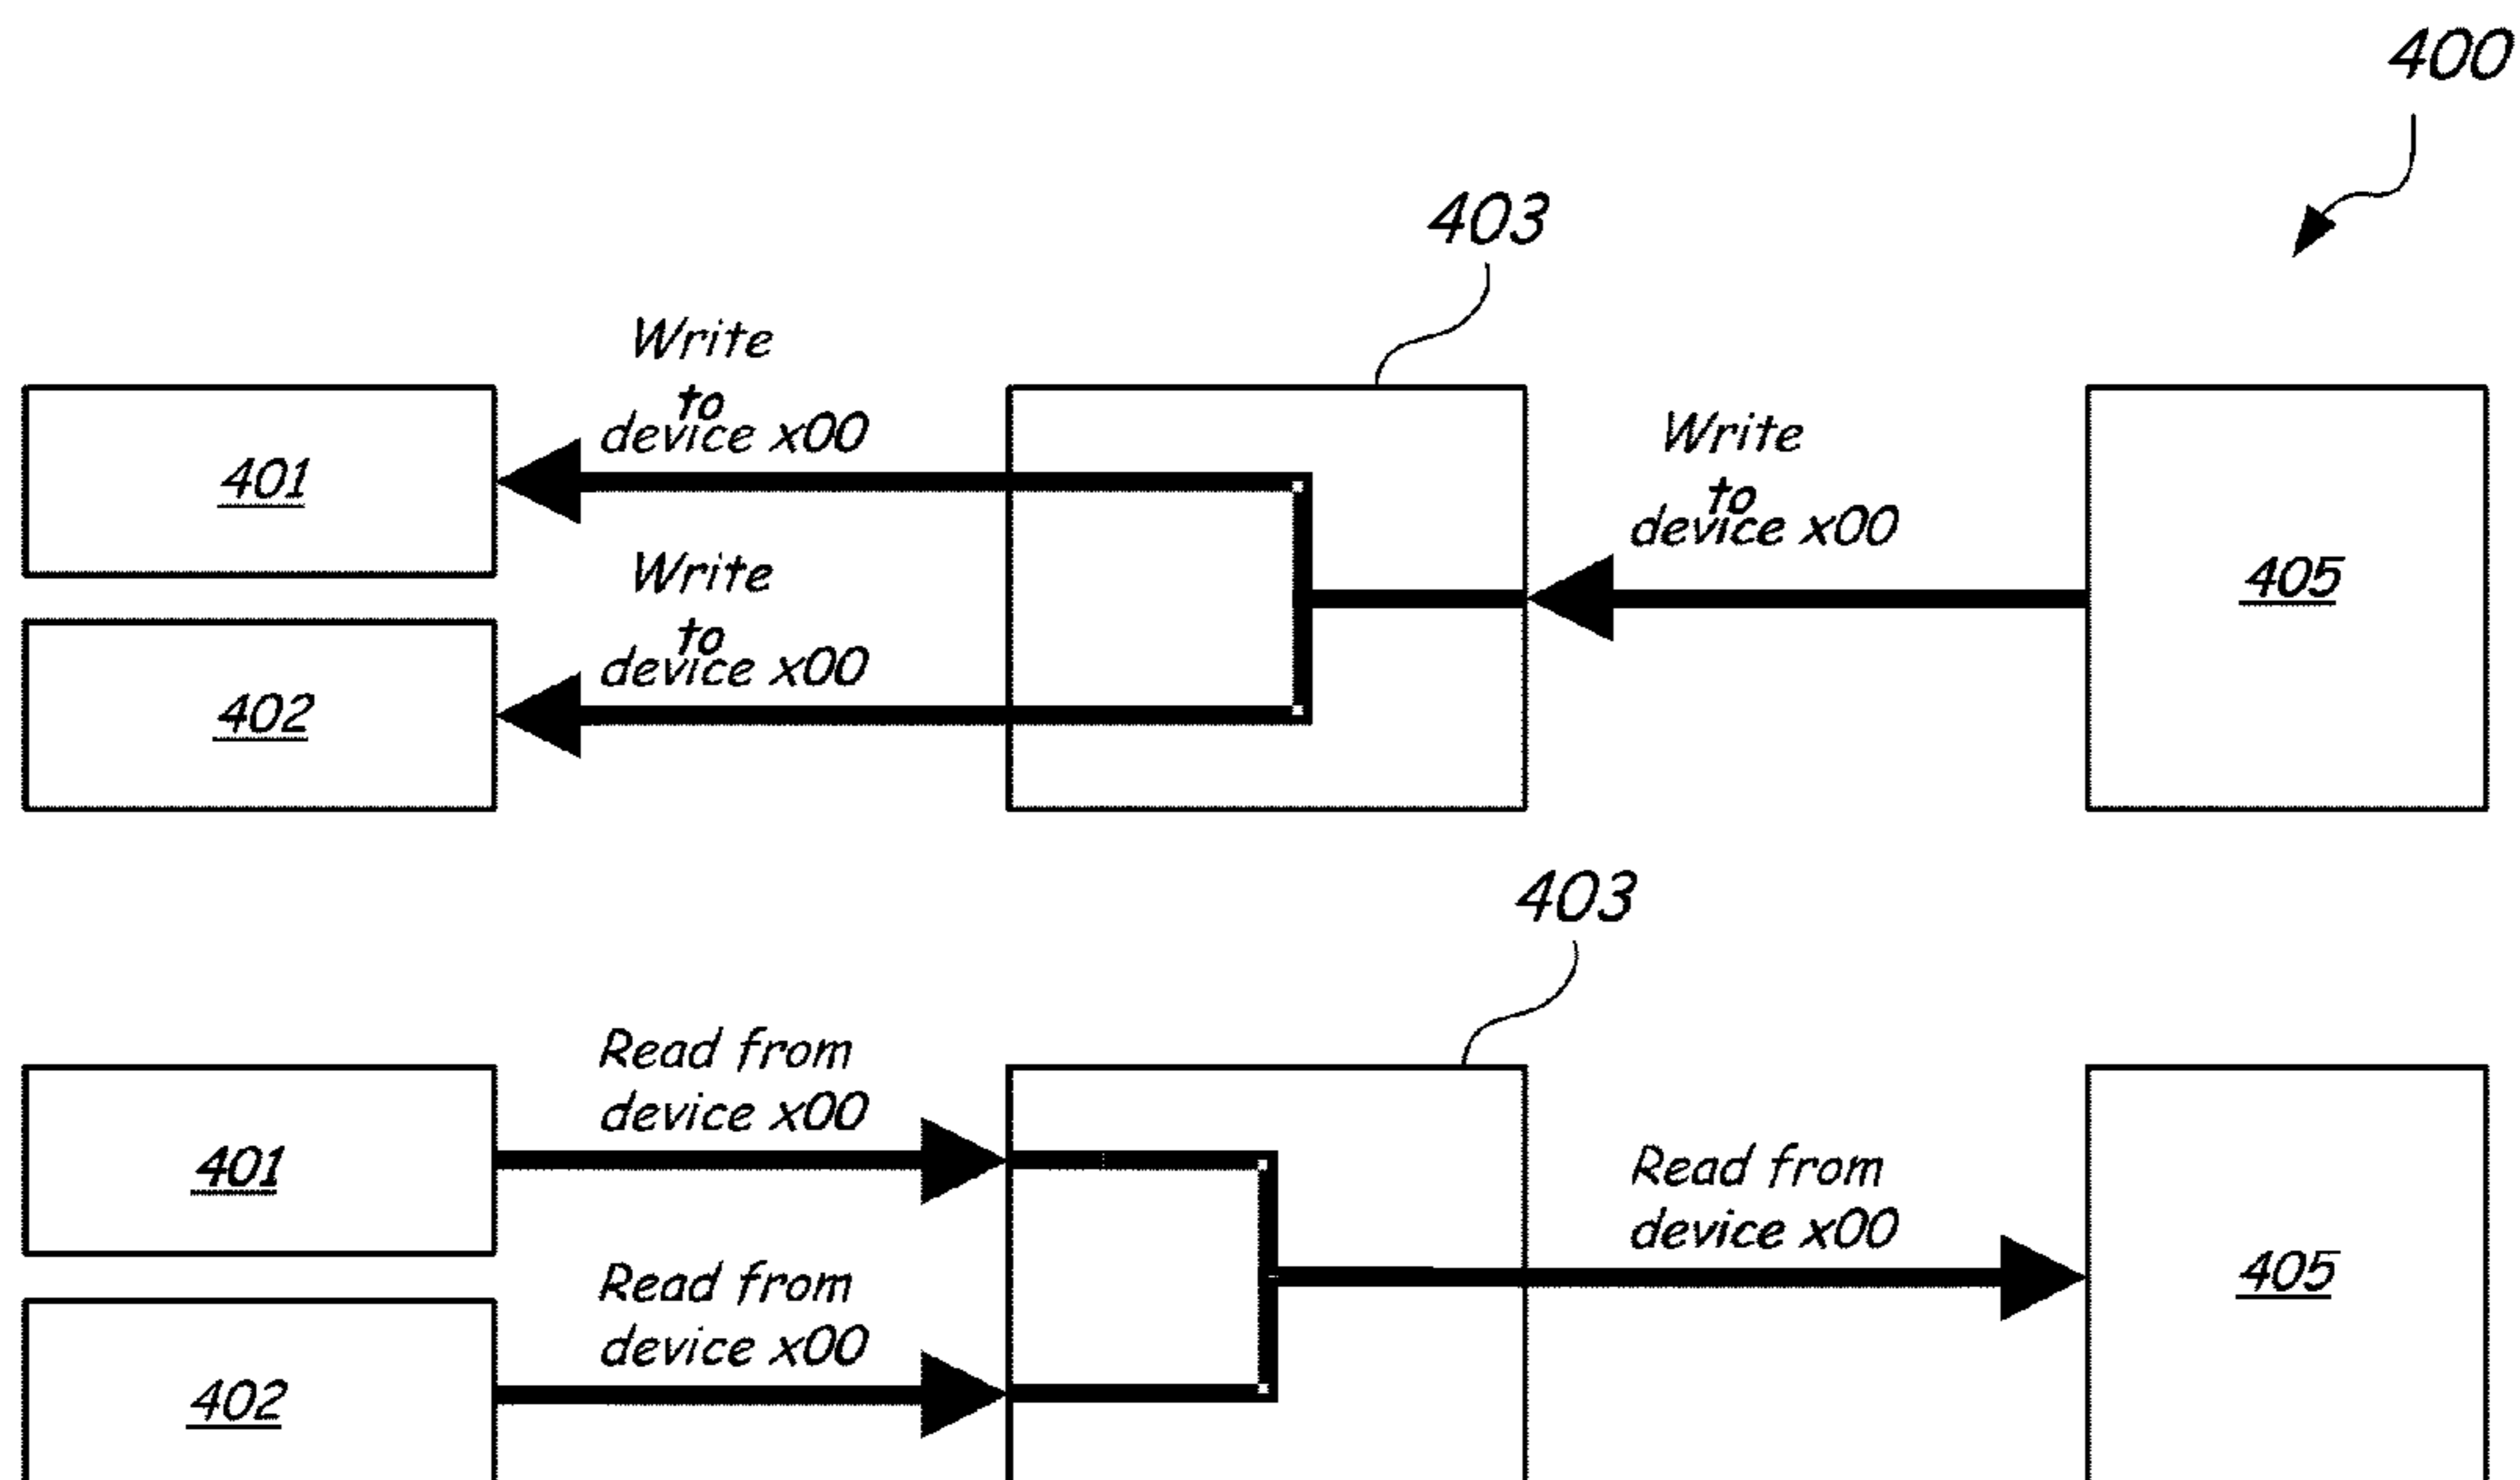 400
403
Write
to
device x00
401
Write
to
device x00
405
Write
to
device x00
402
403
Read from
device x00
401
Read from
device x00
405
Read from
device x00
402